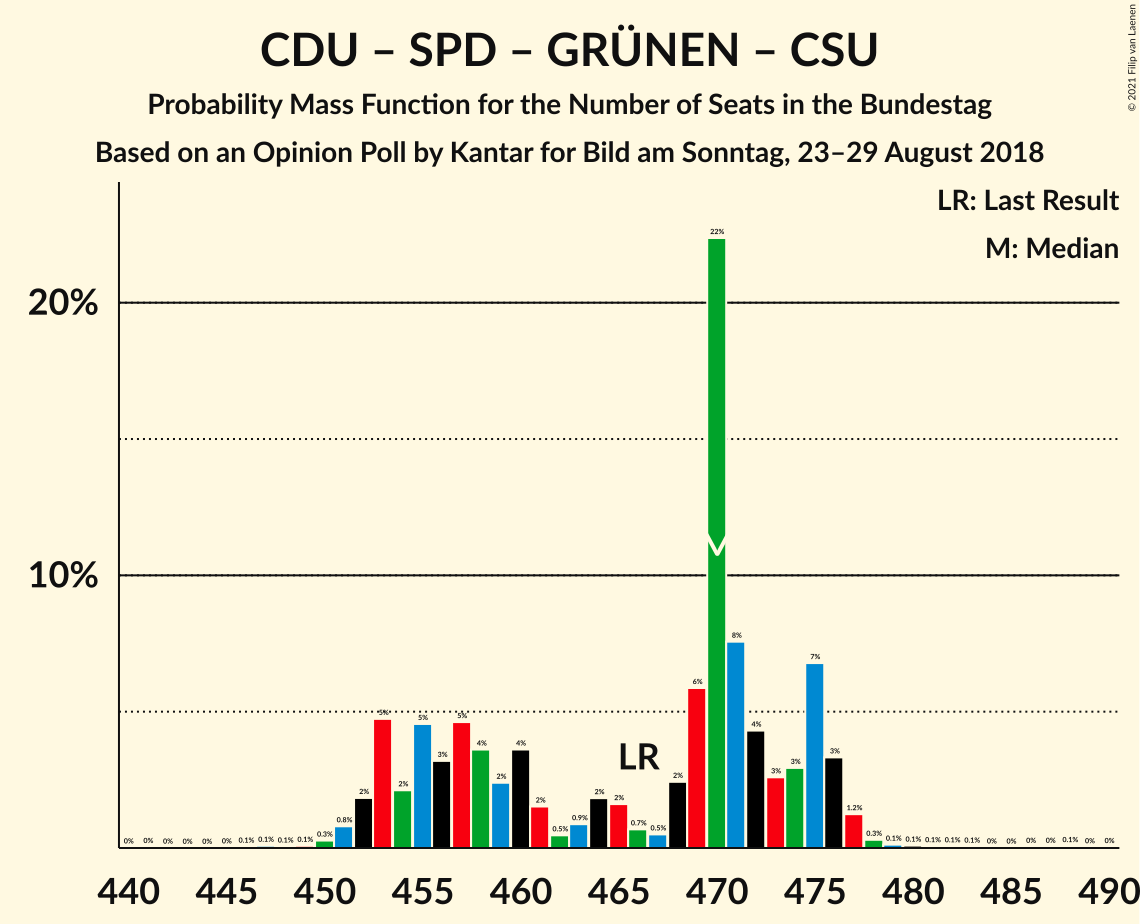 CDU – SPD – GRÜNEN – CSU
Probability Mass Function for the Number of Seats in the Bundestag
Based on an Opinion Poll by Kantar for Bild am Sonntag, 23–29 August 2018
© 2021 Filip van Laenen
LR: Last Result
M: Median
20%
10%
LR
M
0% 0% 0% 0% 0% 0% 0.1% 0.1% 0.1% 0.1% 0.3% 0.8% 2% 5% 2% 5% 3% 5% 4% 2% 4% 2% 0.5% 0.9% 2% 2% 0.7% 0.5% 2% 6% 22% 8% 4% 3% 3% 7% 3% 1.2% 0.3% 0.1% 0.1% 0.1% 0.1% 0.1% 0% 0% 0% 0% 0.1% 0% 0%
440 445 450 455 460 465 470 475 480 485 490